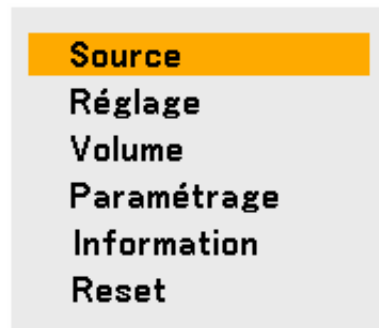 Source
Réglage
Volume
Paramétrage
Information
Reset